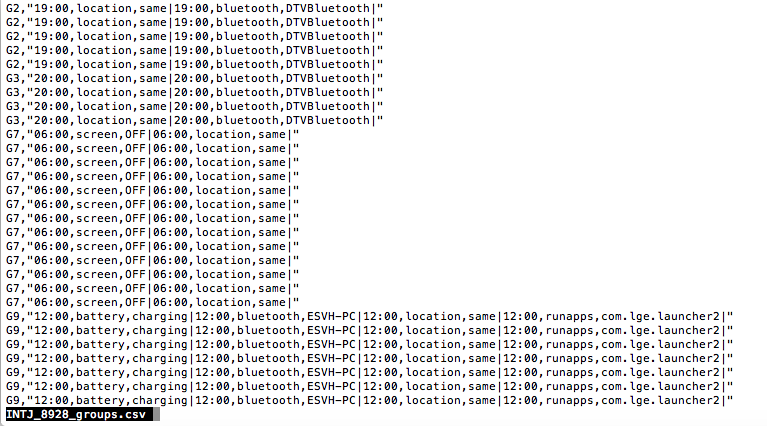 G2,"19:00,location,same|19:00,bluetooth,DTVBluetooth|"
G2,"19:00,location,same|19:00,bluetooth,DTVBluetooth|"
G2,"19:00,location,same|19:00,bluetooth,DTVBluetooth|"
G2,"19:00,location,same|19:00,bluetooth,DTVBluetooth|"
G2,"19:00,location,same|19:00,bluetooth,DTVBluetooth|"
G3,"20:00,location,same|20:00,bluetooth,DTVBluetooth|"
G3,"20:00,location,same|20:00,bluetooth,DTVBluetooth|"
G3,"20:00,location,same|20:00,bluetooth,DTVBluetooth|"
G3,"20:00,location,same|20:00,bluetooth,DTVBluetooth|"
G7,"06:00,screen,OFF|06:00,location,same|"
G7,"06:00,screen,OFF|06:00,location,same|"
G7,"06:00,screen,OFF|06:00,location,same|"
G7,"06:00,screen,OFF|06:00,location,same|"
G7,"06:00,screen,OFF|06:00,location,same|"
G7,"06:00,screen,OFF|06:00,location,same|"
G7,"06:00,screen,OFF|06:00,location,same|"
G7,"06:00,screen,OFF|06:00,location,same|"
G7,"06:00,screen,OFF|06:00,location,same|"
G7,"06:00,screen,OFF|06:00,location,same|"
G7,"06:00,screen,OFF|06:00,location,same|"
G7,"06:00,screen,OFF|06:00,location,same|"
G7,"06:00,screen,OFF|06:00,location,same|"
G9,"12:00,battery,charging|12:00,bluetooth,ESVH-PC|12:00,location,same|12:00,runapps,com.lge.launcher2|"
G9,"12:00,battery,charging|12:00,bluetooth,ESVH-PC|12:00,location,same|12:00,runapps,com.lge.launcher2|"
G9,"12:00,battery,charging|12:00,bluetooth,ESVH-PC|12:00,location,same|12:00,runapps,com.lge.launcher2|"
G9,"12:00,battery,charging|12:00,bluetooth,ESVH-PC|12:00,location,same|12:00,runapps,com.lge.launcher2|"
G9,"12:00,battery,charging|12:00,bluetooth,ESVH-PC|12:00,location,same|12:00,runapps,com.lge.launcher2|"
G9,"12:00,battery,charging|12:00,bluetooth,ESVH-PC|12:00,location,same|12:00,runapps,com.lge.launcher2|"
G9,"12:00,battery,charging|12:00,bluetooth,ESVH-PC|12:00,location,same|12:00,runapps,com.lge.launcher2|"
INTJ_8928_groups.csv